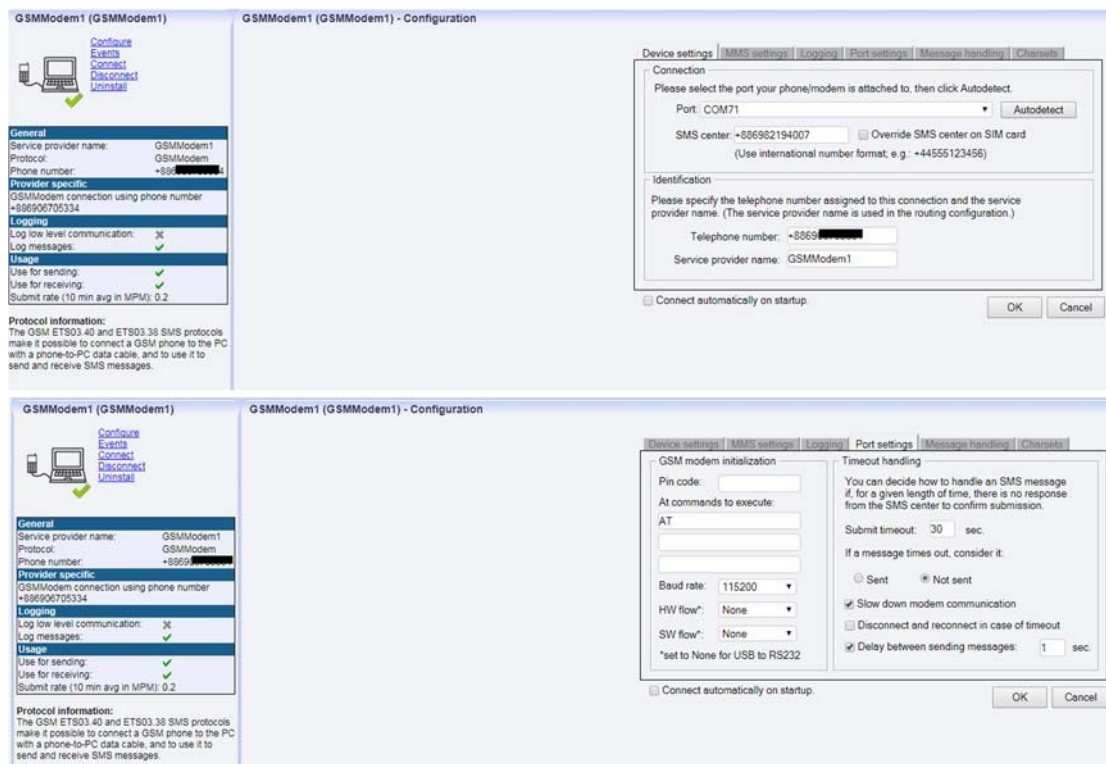 GSMModem1 (GSMModem1)
GSMModem1 (GSMModem1) - Configuration
Configure
Events
Connect
Disconnect
Uninstall
General
Service provider name: GSMModem1
Protocol: GSMModem
Phone number: +886
Provider specific
GSMModem connection using phone number
+886906705334
Logging
Log low level communication:
Log messages:
Usage
Use for sending:
Use for receiving:
Submit rate (10 min avg in MPM): 0.2
Protocol information:
The GSM ETS03.40 and ETS03.38 SMS protocols
make it possible to connect a GSM phone to the PC
with a phone-to-PC data cable, and to use it to
send and receive SMS messages.
Device settings MMS settings Logging Port settings Message handling Charsets
Connection
Please select the port your phone/modem is attached to, then click Autodetect.
Port: COM71 Autodetect
SMS center: +886982194007 Override SMS center on SIM card
(Use international number format; e.g.: +44555123456)
Identification
Please specify the telephone number assigned to this connection and the service
provider name. (The service provider name is used in the routing configuration.)
Telephone number: +8869
Service provider name: GSMModem1
Connect automatically on startup.
OK Cancel
GSMModem1 (GSMModem1)
GSMModem1 (GSMModem1) - Configuration
Configure
Events
Connect
Disconnect
Uninstall
General
Service provider name: GSMModem1
Protocol: GSMModem
Phone number: +8869
Provider specific
GSMModem connection using phone number
+886906705334
Logging
Log low level communication:
Log messages:
Usage
Use for sending:
Use for receiving:
Submit rate (10 min avg in MPM): 0.2
Protocol information:
The GSM ETS03.40 and ETS03.38 SMS protocols
make it possible to connect a GSM phone to the PC
with a phone-to-PC data cable, and to use it to
send and receive SMS messages.
Device settings MMS settings Logging Port settings Message handling Charsets
GSM modem initialization
Pin code:
At commands to execute:
AT
Baud rate: 115200
HW flow*: None
SW flow*: None
*set to None for USB to RS232
Timeout handling
You can decide how to handle an SMS message
if, for a given length of time, there is no response
from the SMS center to confirm submission.
Submit timeout: 30 sec.
If a message times out, consider it:
Sent Not sent
Slow down modem communication
Disconnect and reconnect in case of timeout
Delay between sending messages: 1 sec.
Connect automatically on startup.
OK Cancel